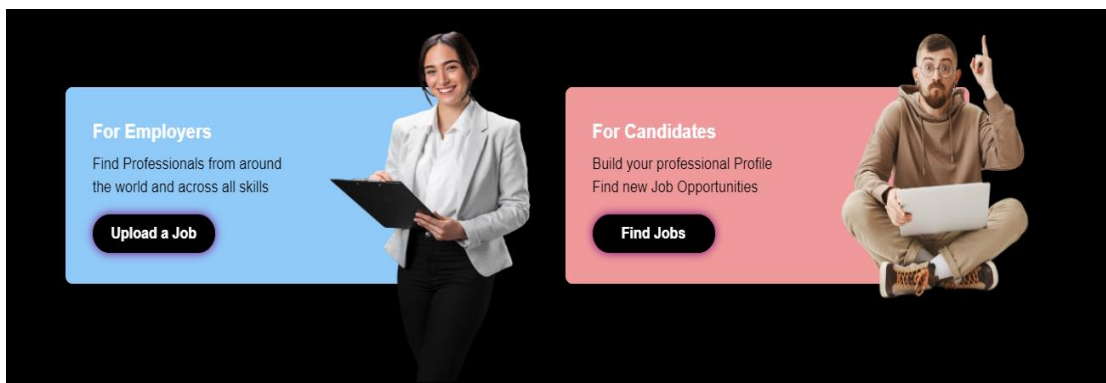 For Employers
Find Professionals from around
the world and across all skills
Upload a Job
For Candidates
Build your professional Profile
Find new Job Opportunities
Find Jobs